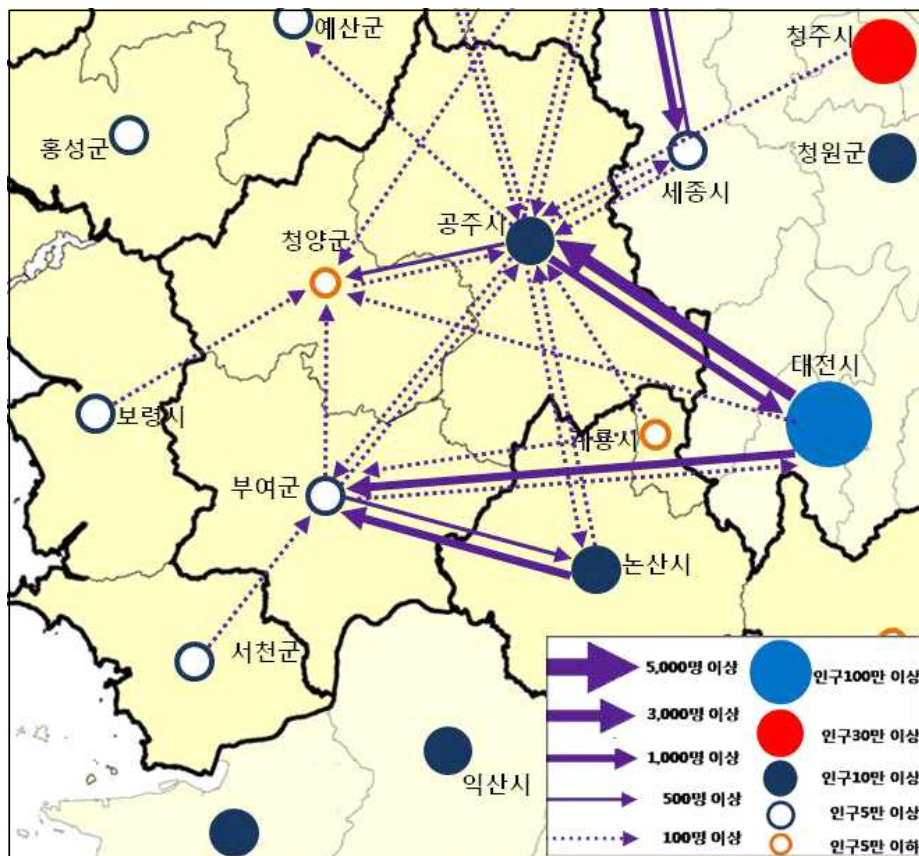 예산군
청주시
홍성군
청원군
세종시
공주시
청양군
대전시
보령시
계룡시
부여군
논산시
서천군
익산시
5,000명 이상
인구100만 이상
3,000명 이상
인구30만 이상
1,000명 이상
인구10만 이상
500명 이상
인구5만 이상
100명 이상
인구5만 이하